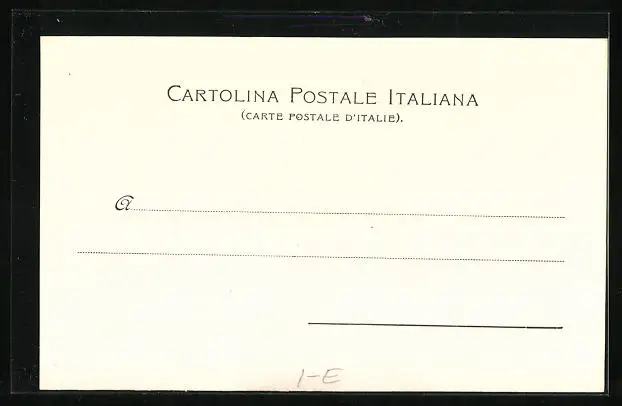 CARTOLINA POSTALE ITALIANA
(CARTE POSTALE D'ITALIE).
A
1-E